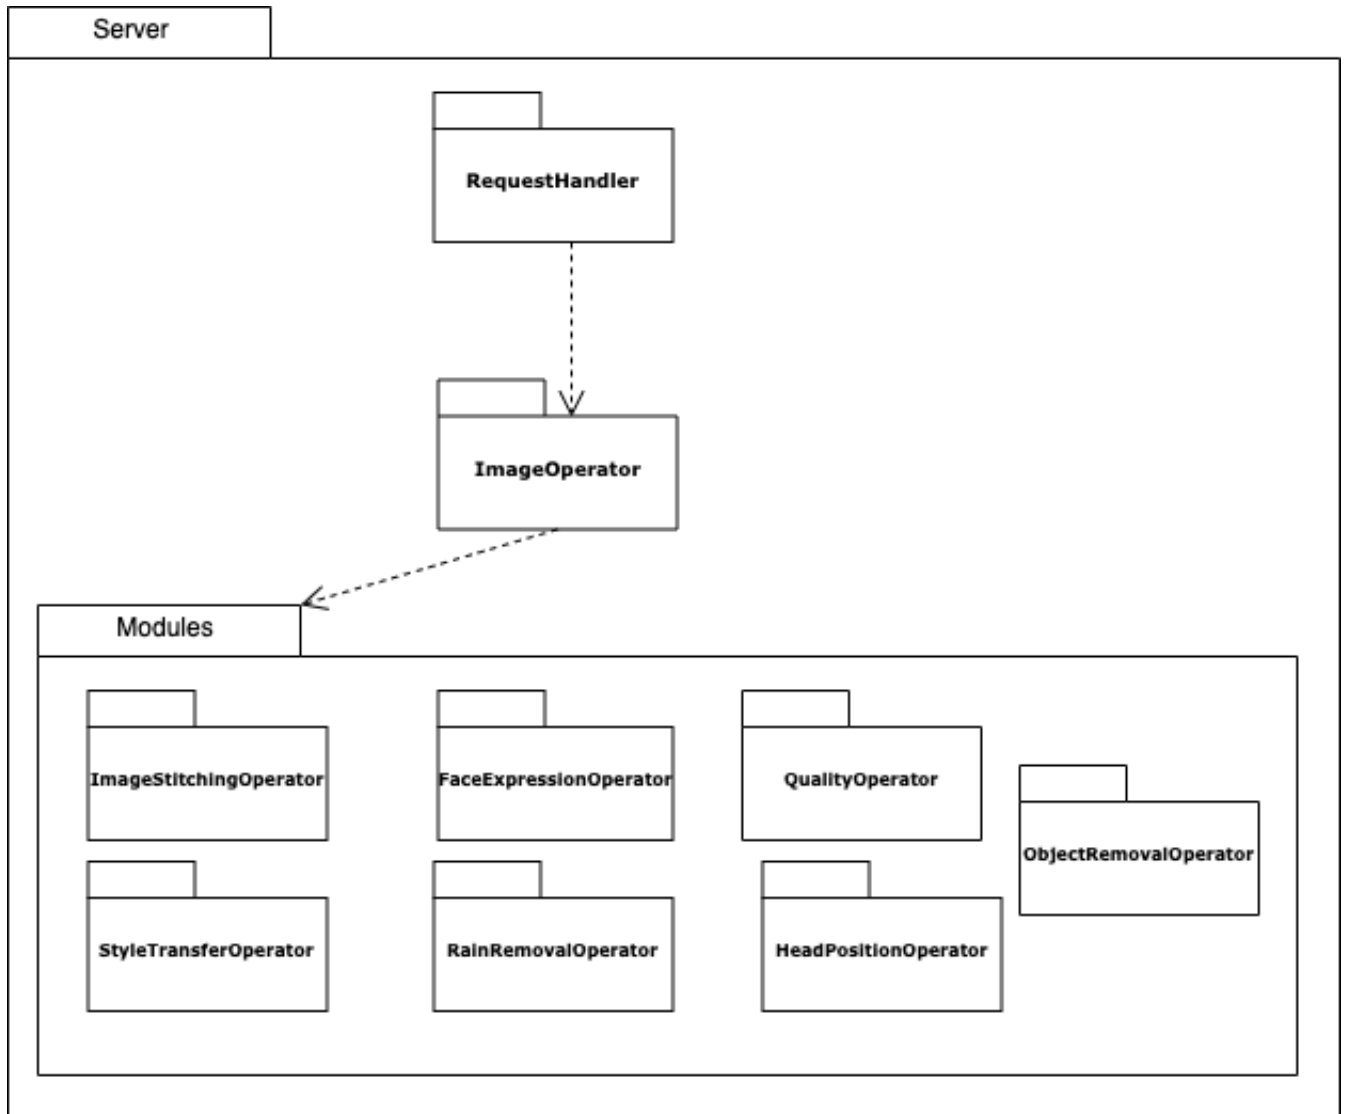 Server
RequestHandler
ImageOperator
Modules
ImageStitchingOperator
FaceExpressionOperator
QualityOperator
ObjectRemovalOperator
StyleTransferOperator
RainRemovalOperator
HeadPositionOperator